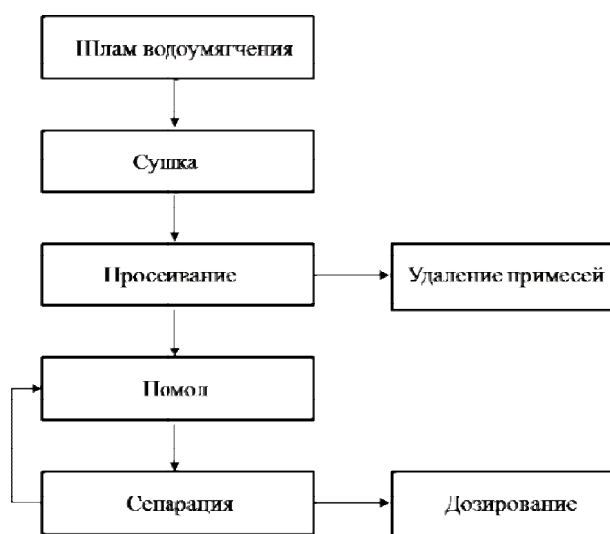 Шлам водоумягчения
Сушка
Просеивание
Удаление примесей
Помол
Сепарация
Дозирование